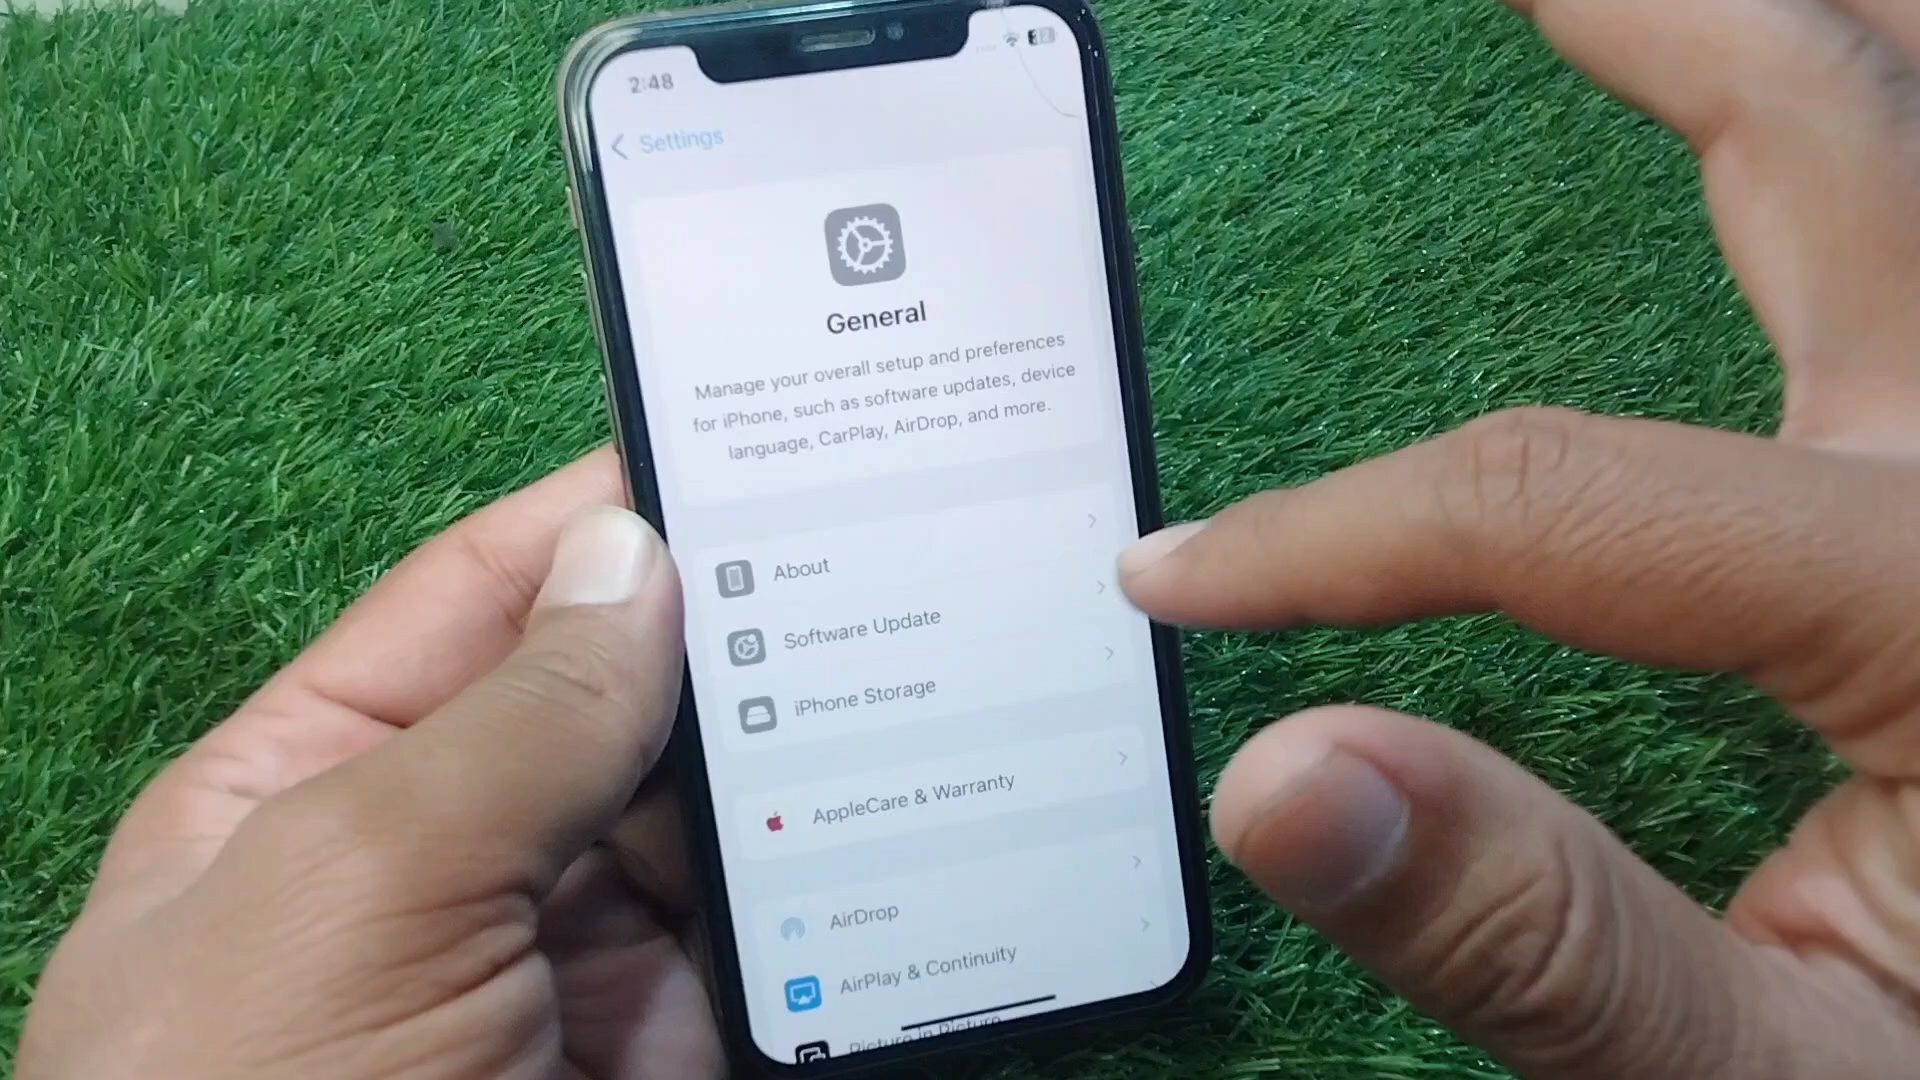 2:48
Settings
General
Manage your overall setup and preferences
for iPhone, such as software updates, device
language, CarPlay, AirDrop, and more.
About
Software Update
iPhone Storage
AppleCare & Warranty
AirDrop
AirPlay & Continuity
Picture in Picture